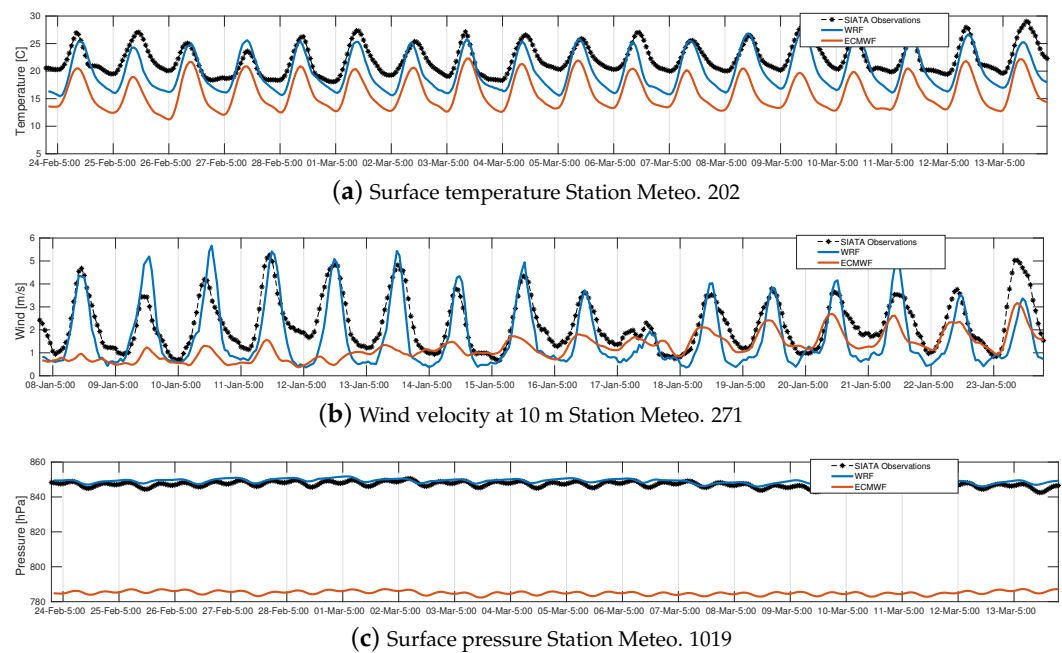 SIATA Observations
WRF
ECMWF
Temperature [C]
30
25
20
15
10
5
24-Feb-5:00 25-Feb-5:00 26-Feb-5:00 27-Feb-5:00 28-Feb-5:00 01-Mar-5:00 02-Mar-5:00 03-Mar-5:00 04-Mar-5:00 05-Mar-5:00 06-Mar-5:00 07-Mar-5:00 08-Mar-5:00 09-Mar-5:00 10-Mar-5:00 11-Mar-5:00 12-Mar-5:00 13-Mar-5:00
(a) Surface temperature Station Meteo. 202
SIATA Observations
WRF
ECMWF
Wind [m/s]
6
5
4
3
2
1
0
08-Jan-5:00 09-Jan-5:00 10-Jan-5:00 11-Jan-5:00 12-Jan-5:00 13-Jan-5:00 14-Jan-5:00 15-Jan-5:00 16-Jan-5:00 17-Jan-5:00 18-Jan-5:00 19-Jan-5:00 20-Jan-5:00 21-Jan-5:00 22-Jan-5:00 23-Jan-5:00
(b) Wind velocity at 10 m Station Meteo. 271
SIATA Observations
WRF
ECMWF
Pressure [hPa]
860
840
820
800
780
24-Feb-5:00 25-Feb-5:00 26-Feb-5:00 27-Feb-5:00 28-Feb-5:00 01-Mar-5:00 02-Mar-5:00 03-Mar-5:00 04-Mar-5:00 05-Mar-5:00 06-Mar-5:00 07-Mar-5:00 08-Mar-5:00 09-Mar-5:00 10-Mar-5:00 11-Mar-5:00 12-Mar-5:00 13-Mar-5:00
(c) Surface pressure Station Meteo. 1019